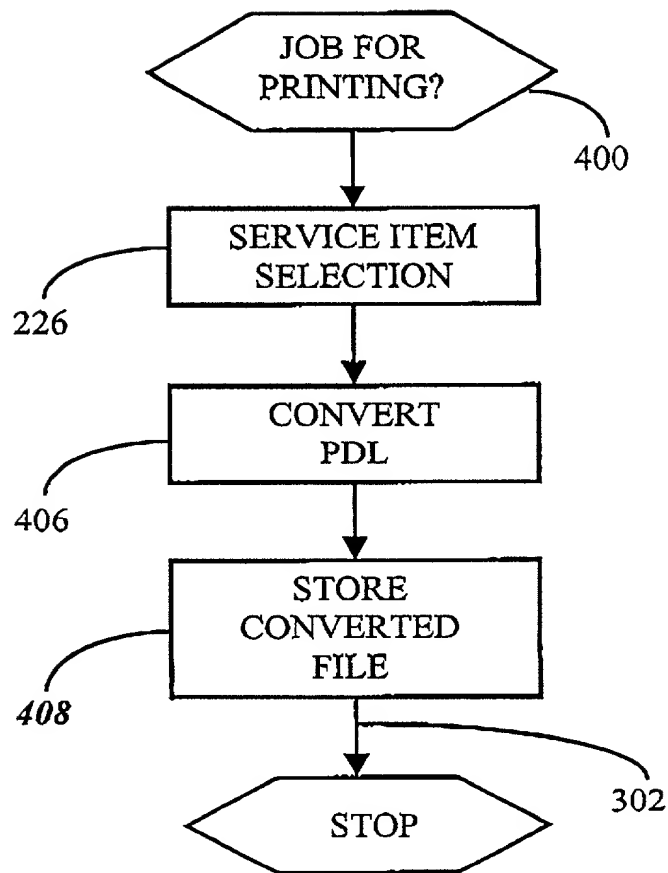 JOB FOR
PRINTING?
400
SERVICE ITEM
SELECTION
226
CONVERT
PDL
406
STORE
CONVERTED
FILE
408
302
STOP